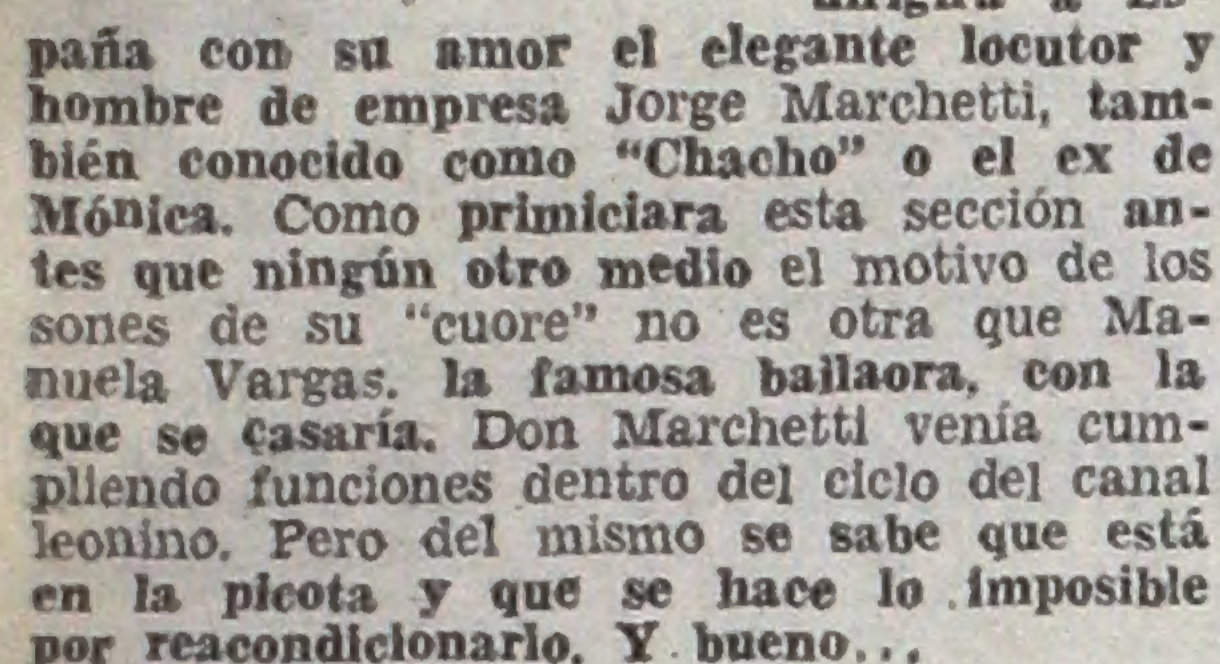 dirigirá a Es-
paña con su amor el elegante locutor y
hombre de empresa Jorge Marchetti, tam-
bién conocido como “Chacho” o el ex de
Mónica. Como primiciara esta sección an-
tes que ningún otro medio el motivo de los
sones de su “cuore” no es otra que Ma-
nuela Vargas. la famosa bailaora, con la
que se casaría. Don Marchetti venía cum-
pliendo funciones dentro del ciclo del canal
leonino. Pero del mismo se sabe que está
en la picota y que se hace lo imposible
por reacondicionarlo. Y bueno...